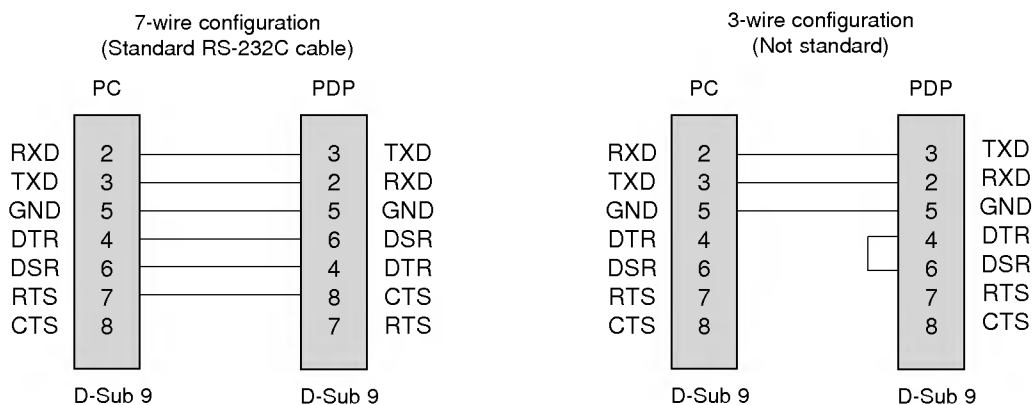 7-wire configuration
(Standard RS-232C cable)
PC PDP
RXD 2 3 TXD
TXD 3 2 RXD
GND 5 5 GND
DTR 4 6 DSR
DSR 6 4 DTR
RTS 7 8 CTS
CTS 8 7 RTS
D-Sub 9 D-Sub 9
3-wire configuration
(Not standard)
PC PDP
RXD 2 3 TXD
TXD 3 2 RXD
GND 5 5 GND
DTR 4 4 DTR
DSR 6 6 DSR
RTS 7 7 RTS
CTS 8 8 CTS
D-Sub 9 D-Sub 9